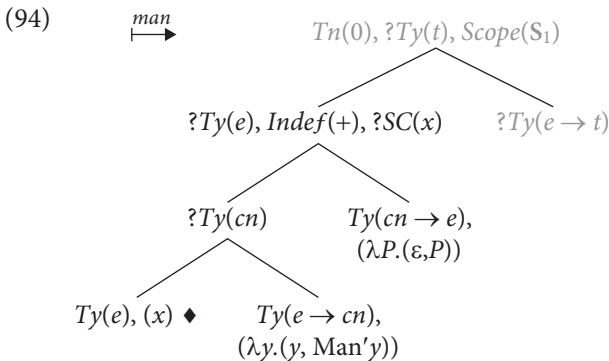 (94) man Tn(0), ?Ty(t), Scope(S₁)
?Ty(e), Indef(+), ?SC(x) ?Ty(e → t)
?Ty(cn) Ty(cn → e),
(λP.(ε,P))
Ty(e), (x) ♦ Ty(e → cn),
(λy.(y, Man′y))